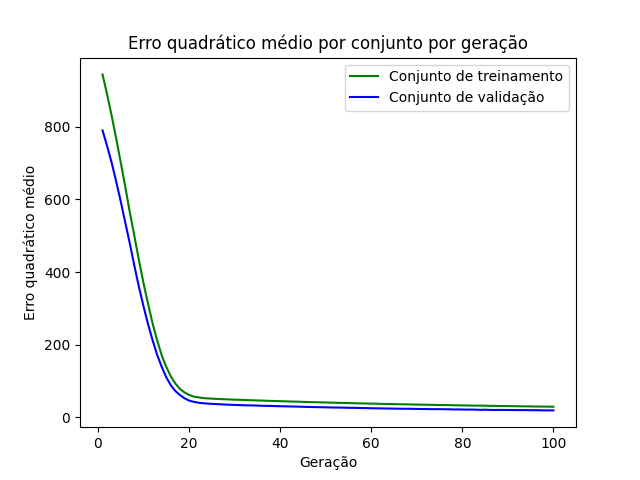 Erro quadrático médio por conjunto por geração
Conjunto de treinamento
Conjunto de validação
Erro quadrático médio
800
600
400
200
0
0 20 40 60 80 100
Geração